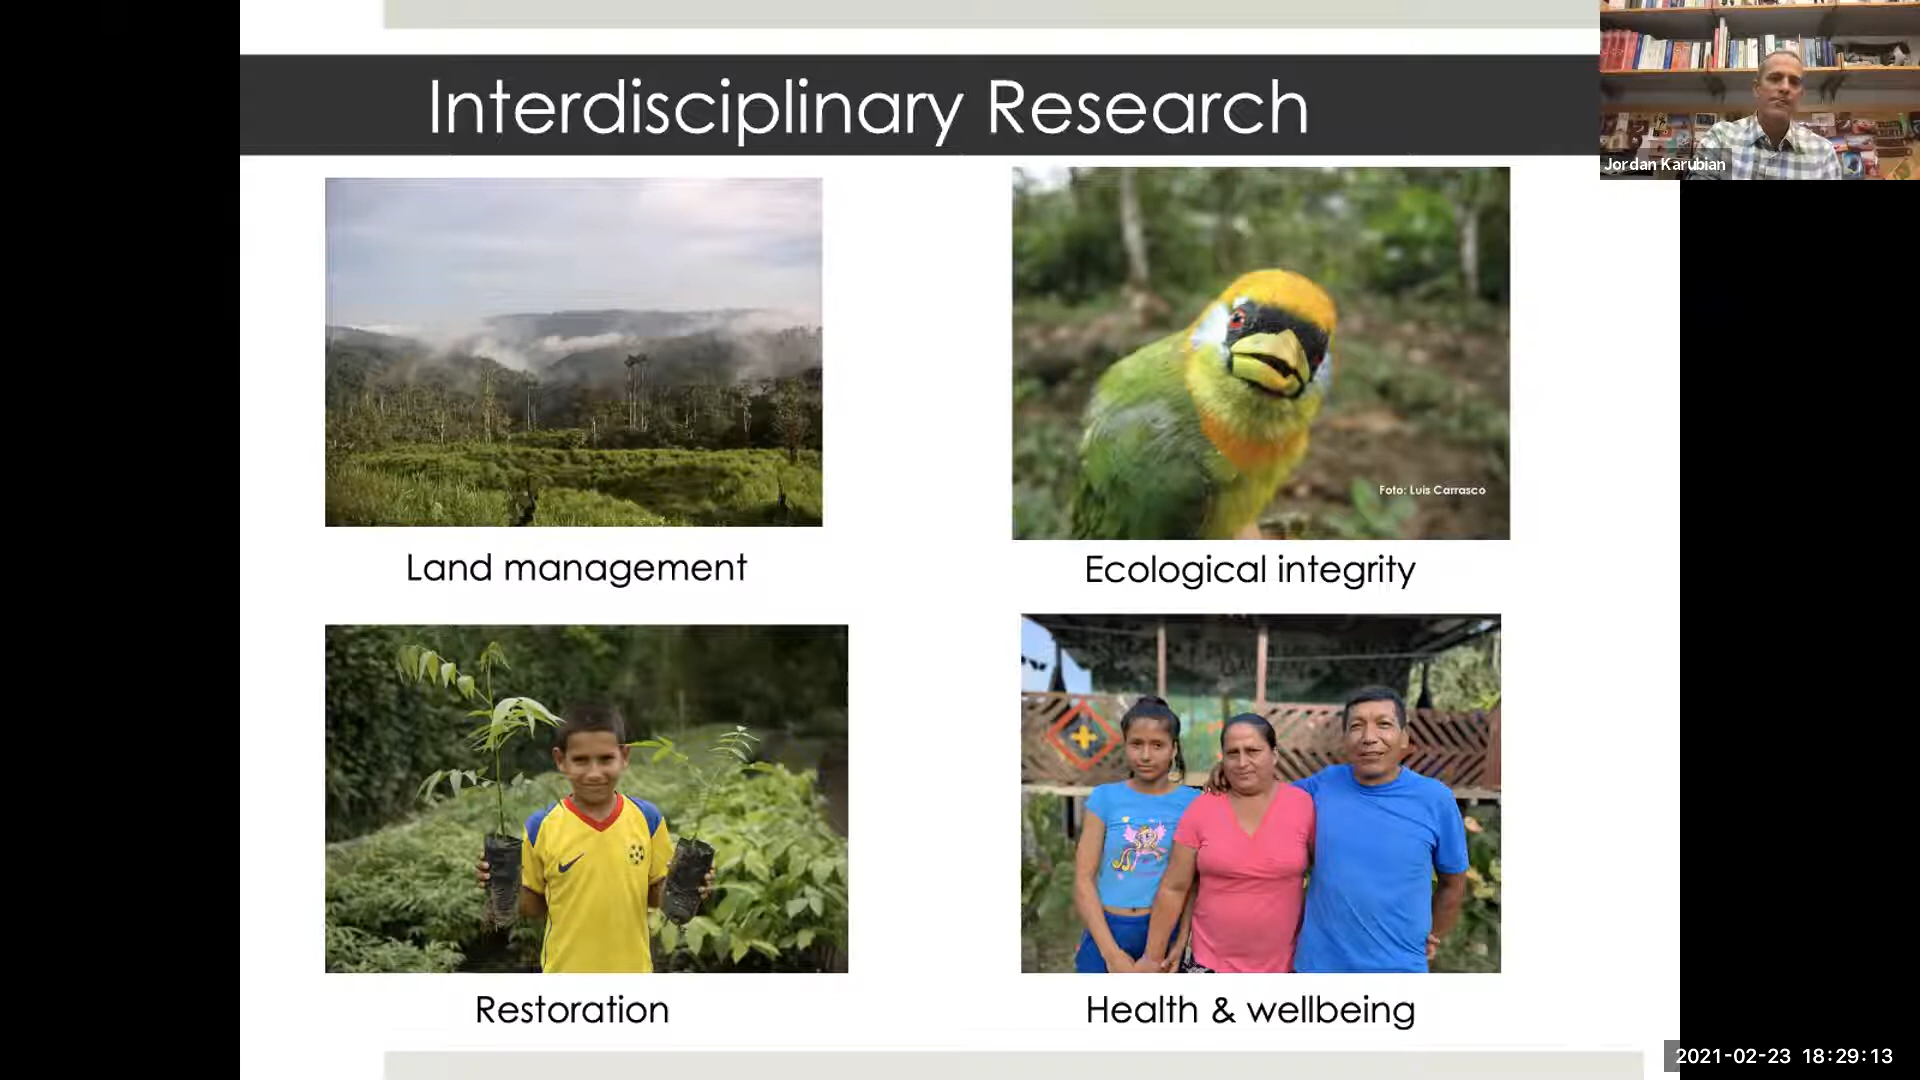 Interdisciplinary Research
Jordan Karubian
Foto: Luis Carrasco
Land management
Ecological integrity
Restoration
Health & wellbeing
2021-02-23 18:29:13